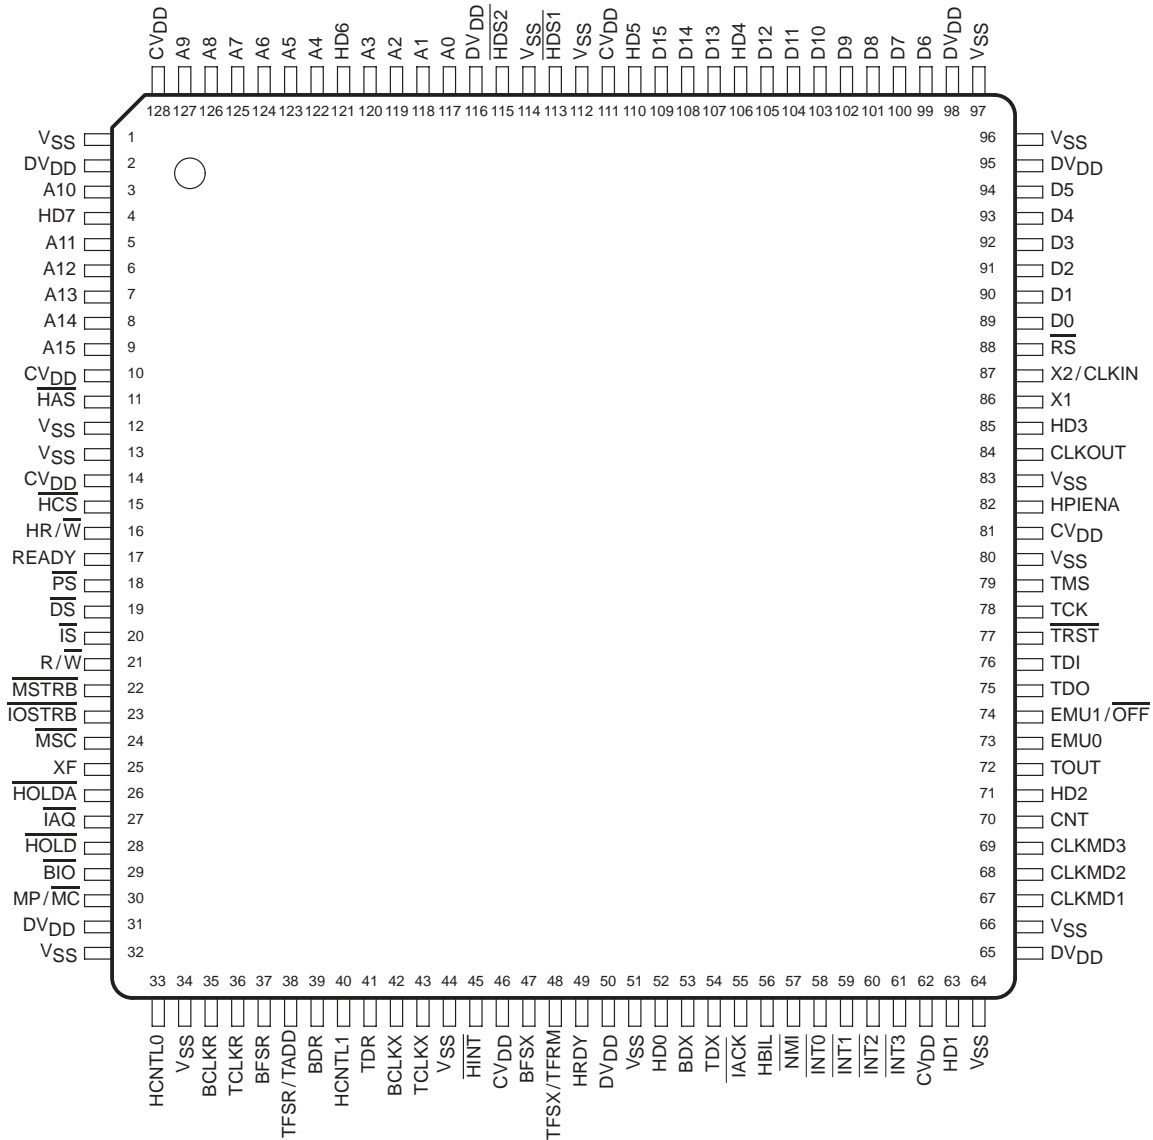 CVDD A9 A8 A7 A6 A5 A4 HD6 A3 A2 A1 A0 DVDD HDS2 VSS HDS1 VSS CVDD HD5 D15 D14 D13 HD4 D12 D11 D10 D9 D8 D7 D6 DVDD VSS
128 127 126 125 124 123 122 121 120 119 118 117 116 115 114 113 112 111 110 109 108 107 106 105 104 103 102 101 100 99 98 97
VSS 1 96 VSS
DVDD 2 95 DVDD
A10 3 94 D5
HD7 4 93 D4
A11 5 92 D3
A12 6 91 D2
A13 7 90 D1
A14 8 89 D0
A15 9 88 RS
CVDD 10 87 X2/CLKIN
HAS 11 86 X1
VSS 12 85 HD3
VSS 13 84 CLKOUT
CVDD 14 83 VSS
HCS 15 82 HPIENA
HR/W 16 81 CVDD
READY 17 80 VSS
PS 18 79 TMS
DS 19 78 TCK
IS 20 77 TRST
R/W 21 76 TDI
MSTRB 22 75 TDO
IOSTRB 23 74 EMU1/OFF
MSC 24 73 EMU0
XF 25 72 TOUT
HOLDA 26 71 HD2
IAQ 27 70 CNT
HOLD 28 69 CLKMD3
BIO 29 68 CLKMD2
MP/MC 30 67 CLKMD1
DVDD 31 66 VSS
VSS 32 65 DVDD
33 34 35 36 37 38 39 40 41 42 43 44 45 46 47 48 49 50 51 52 53 54 55 56 57 58 59 60 61 62 63 64
HCNTL0 VSS BCLKR TCLKR BFSR TFSR/TADD BDR HCNTL1 TDR BCLKX TCLKX VSS HINT CVDD BFSX TFSX/TFRM HRDY DVDD VSS HD0 BDX TDX IACK HBIL NMI INT0 INT1 INT2 INT3 CVDD HD1 VSS